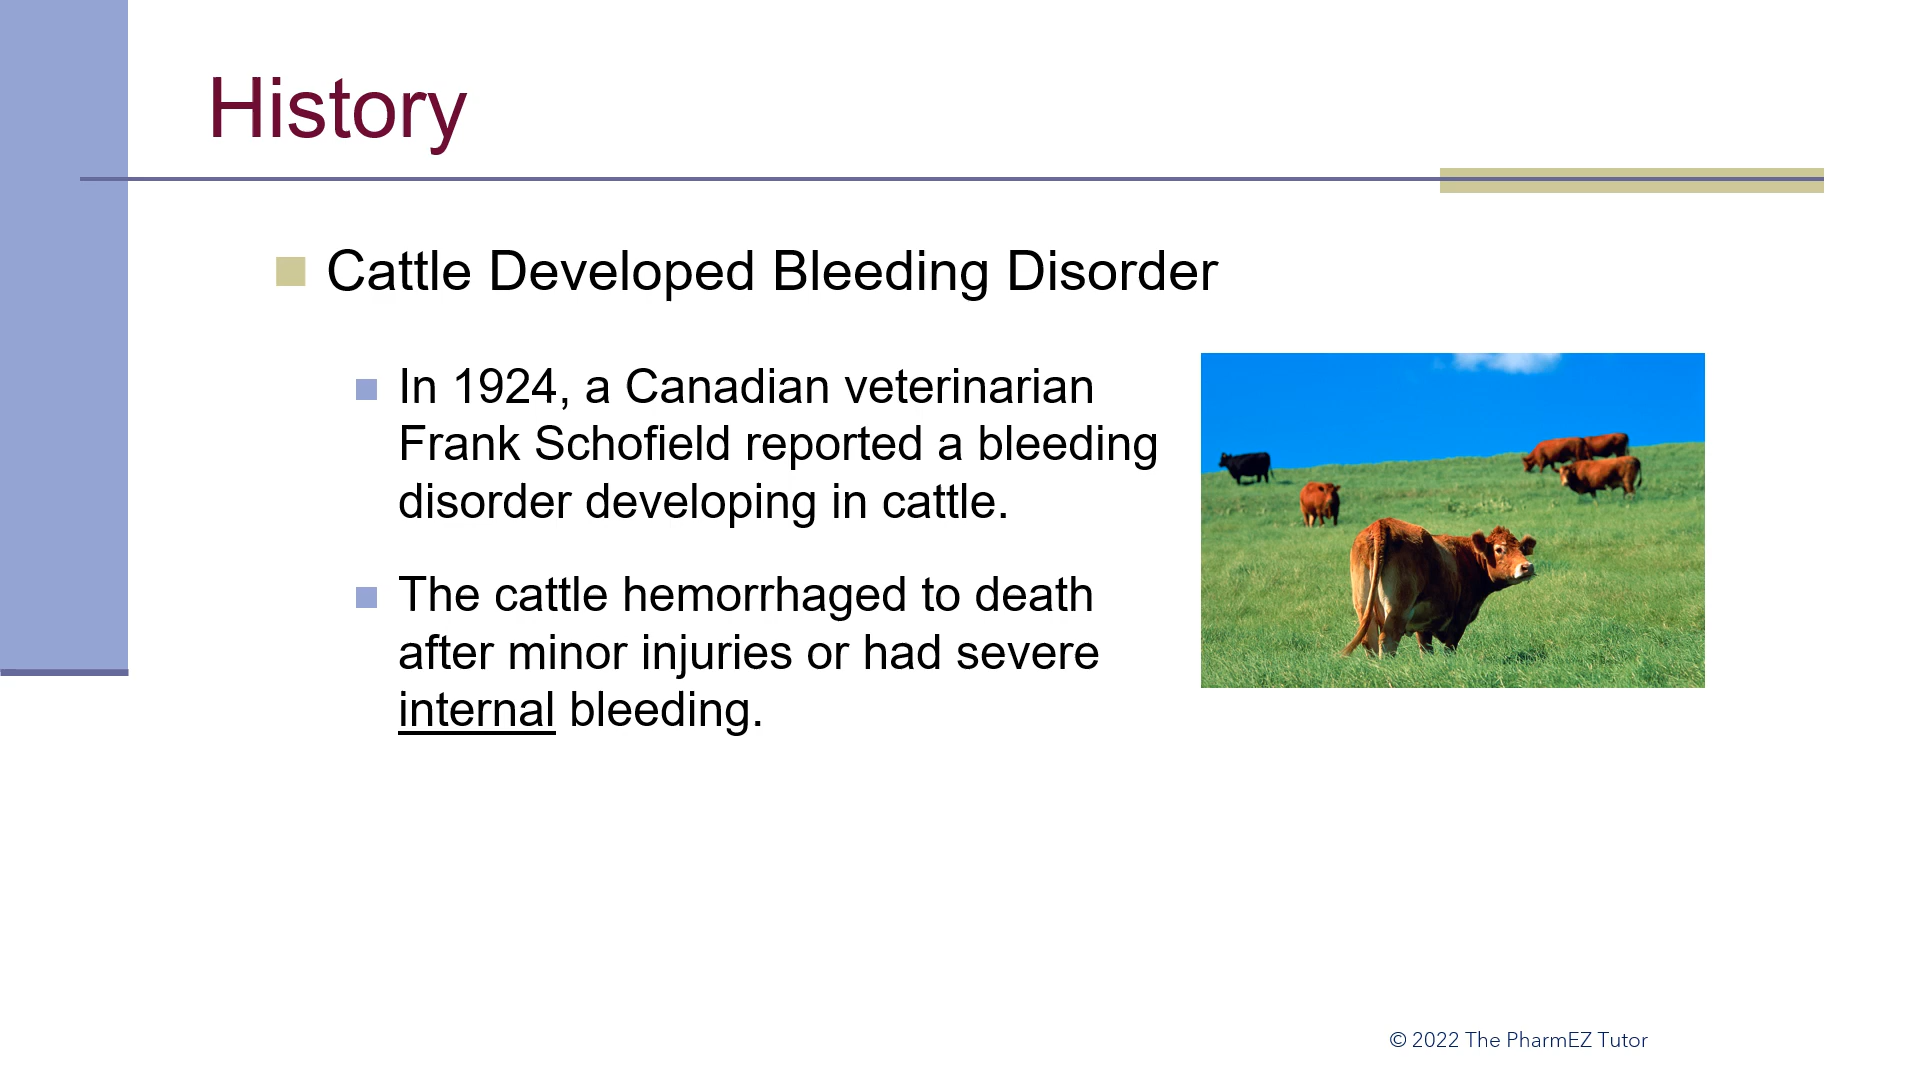 History
Cattle Developed Bleeding Disorder
In 1924, a Canadian veterinarian
Frank Schofield reported a bleeding
disorder developing in cattle.
The cattle hemorrhaged to death
after minor injuries or had severe
internal bleeding.
© 2022 The PharmEZ Tutor